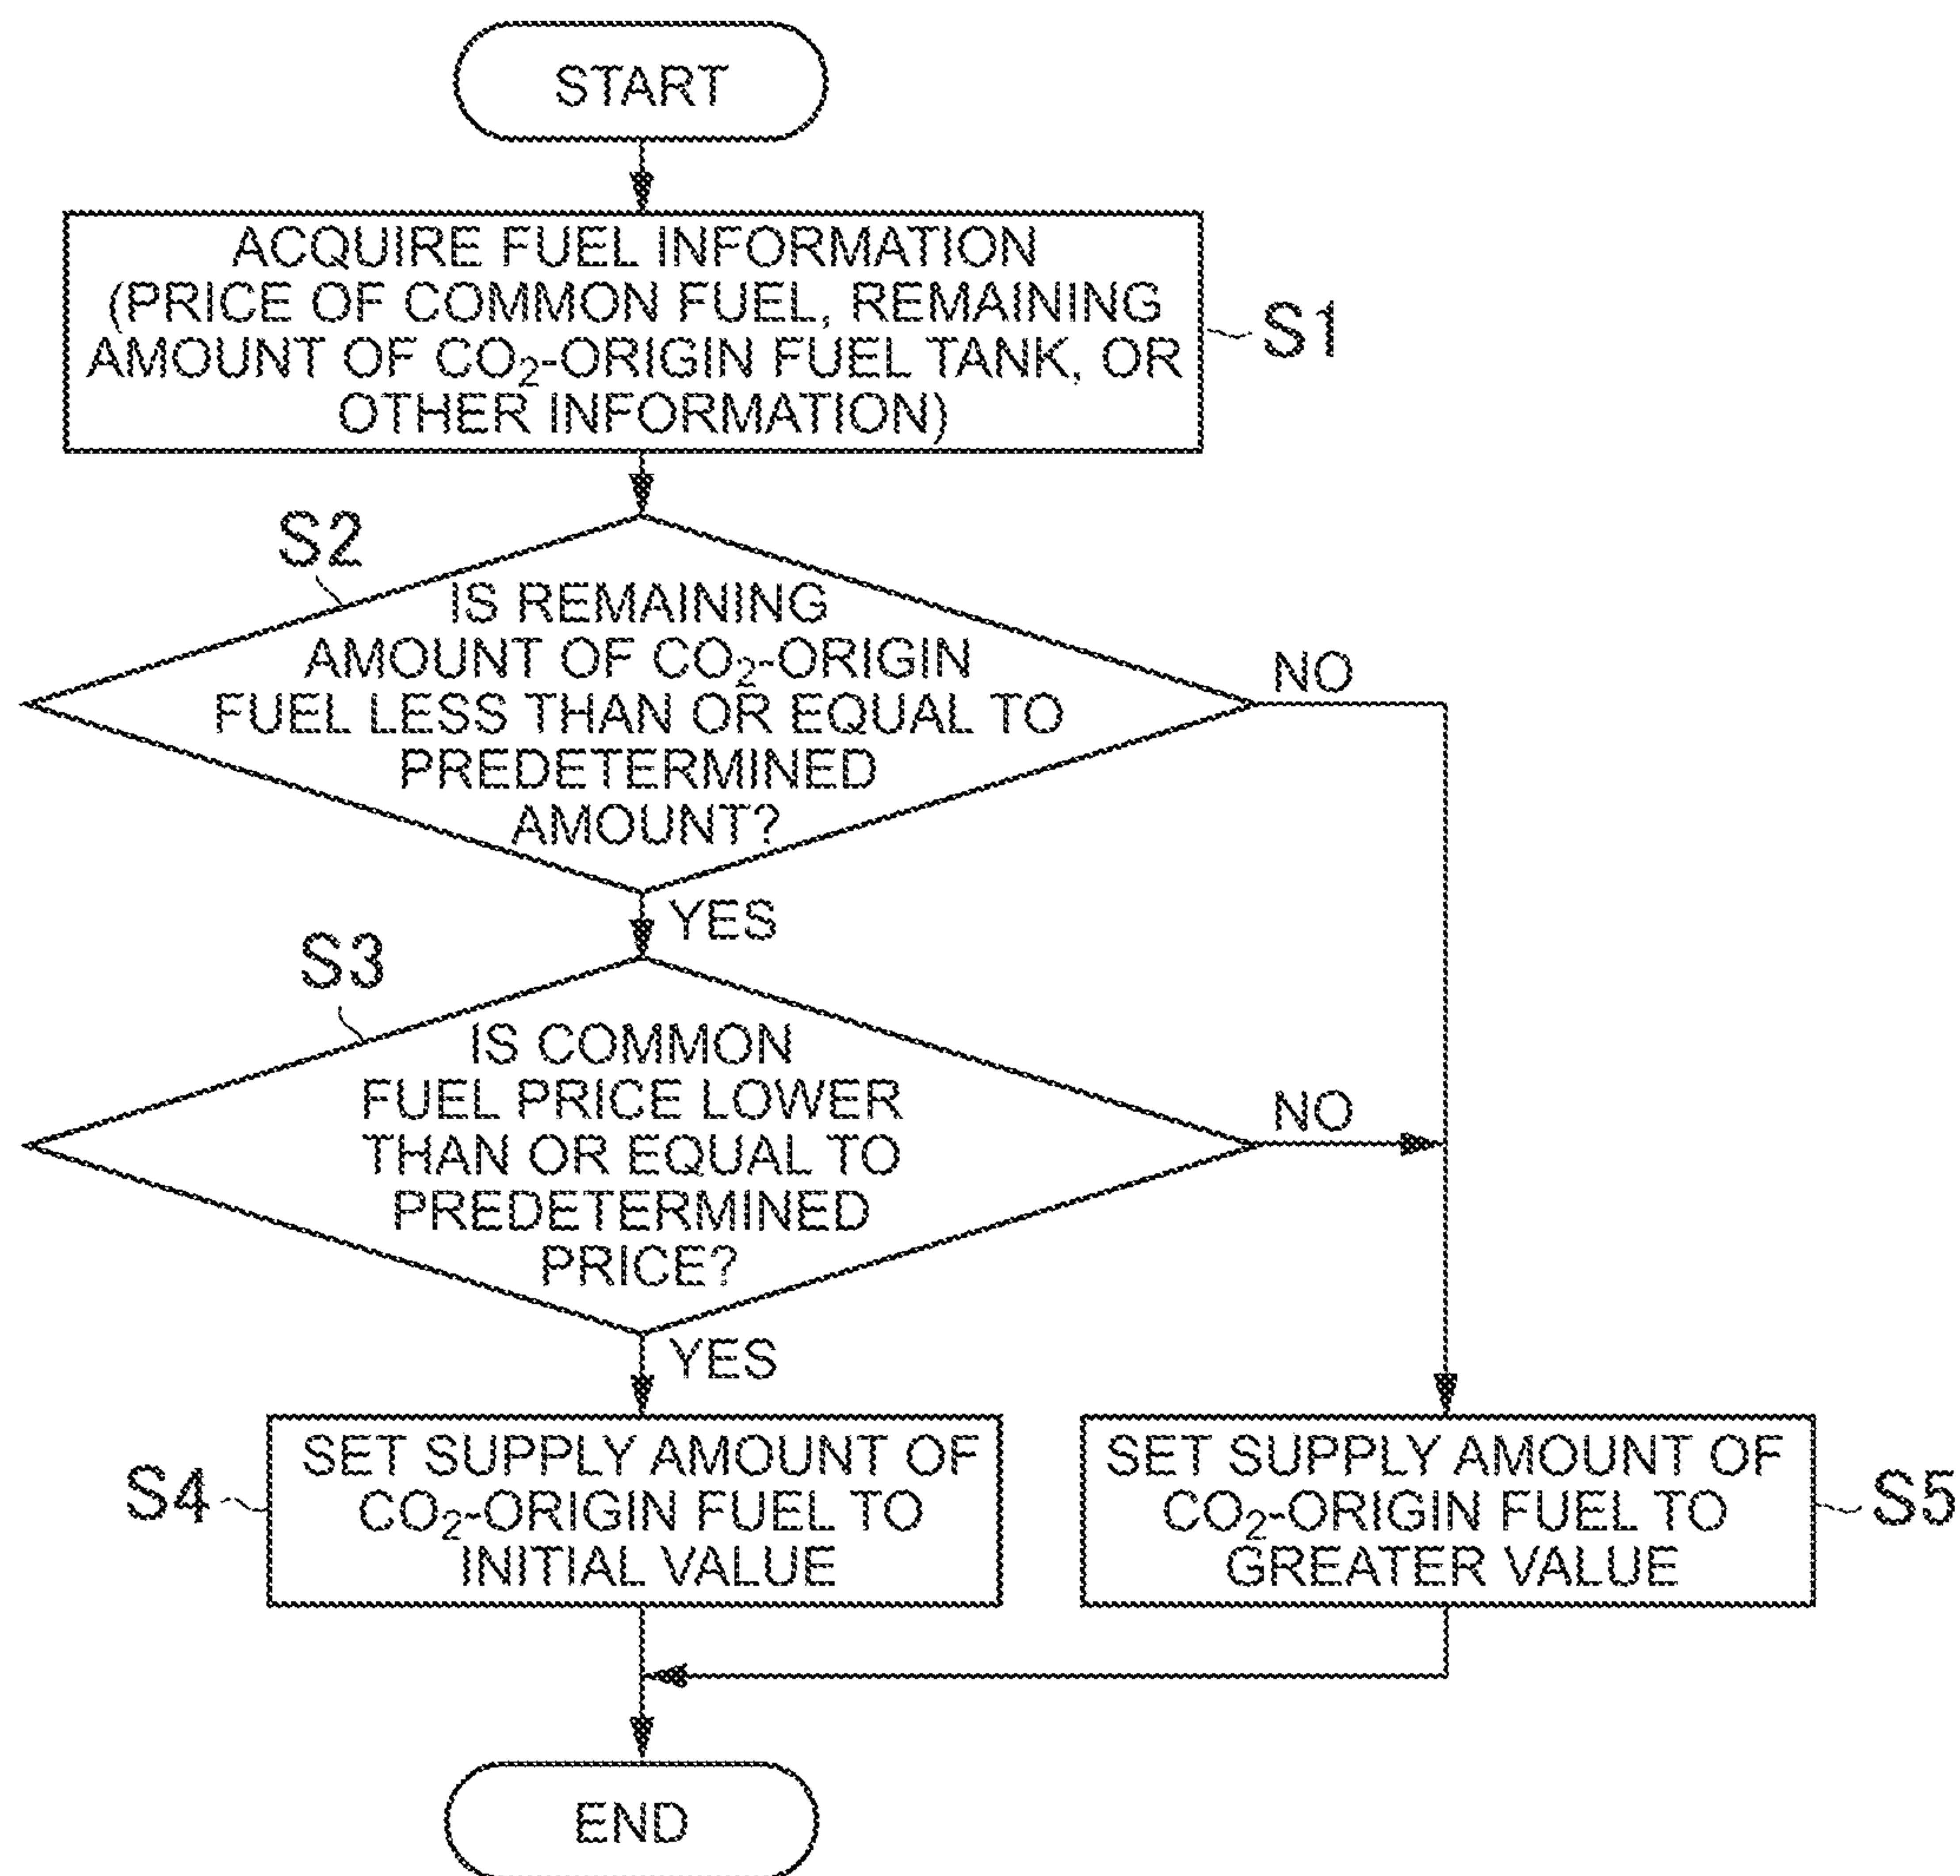 START
ACQUIRE FUEL INFORMATION
(PRICE OF COMMON FUEL, REMAINING
AMOUNT OF CO₂-ORIGIN FUEL TANK, OR
OTHER INFORMATION)
S1
S2
IS REMAINING
AMOUNT OF CO₂-ORIGIN
FUEL LESS THAN OR EQUAL TO
PREDETERMINED
AMOUNT?
NO
YES
S3
IS COMMON
FUEL PRICE LOWER
THAN OR EQUAL TO
PREDETERMINED
PRICE?
NO
YES
S4
SET SUPPLY AMOUNT OF
CO₂-ORIGIN FUEL TO
INITIAL VALUE
SET SUPPLY AMOUNT OF
CO₂-ORIGIN FUEL TO
GREATER VALUE
S5
END